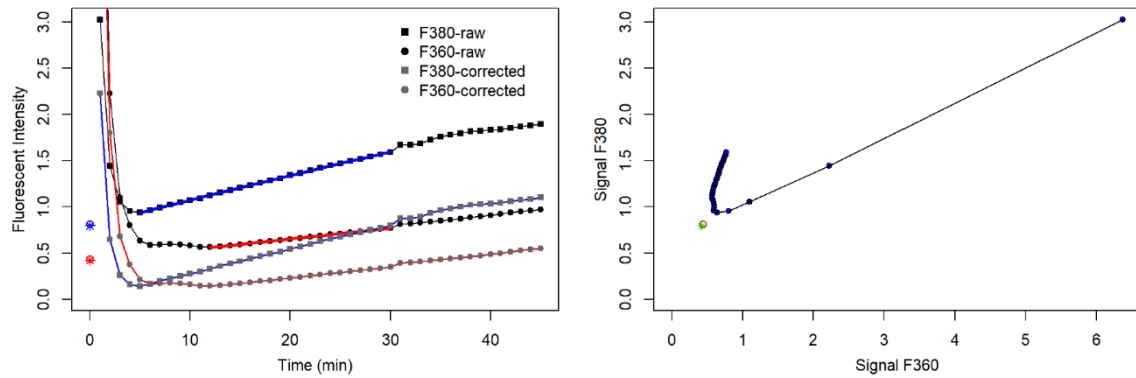 F380-raw
F360-raw
F380-corrected
F360-corrected
Fluorescent Intensity
3.0
2.5
2.0
1.5
1.0
0.5
0.0
0 10 20 30 40
Time (min)
Signal F380
3.0
2.5
2.0
1.5
1.0
0.5
0.0
0 1 2 3 4 5 6
Signal F360